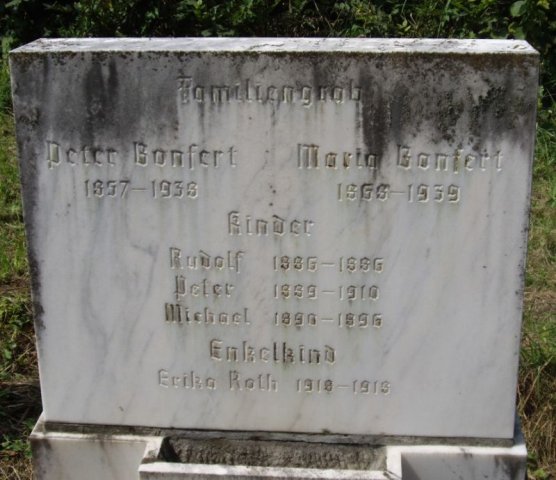 Familiengrab
Peter Bonfert Maria Bonfert
1857-1938 1868-1939
Kinder
Rudolf 1886-1886
Peter 1889-1910
Michael 1890-1896
Enkelkind
Erika Roth 1918-1918